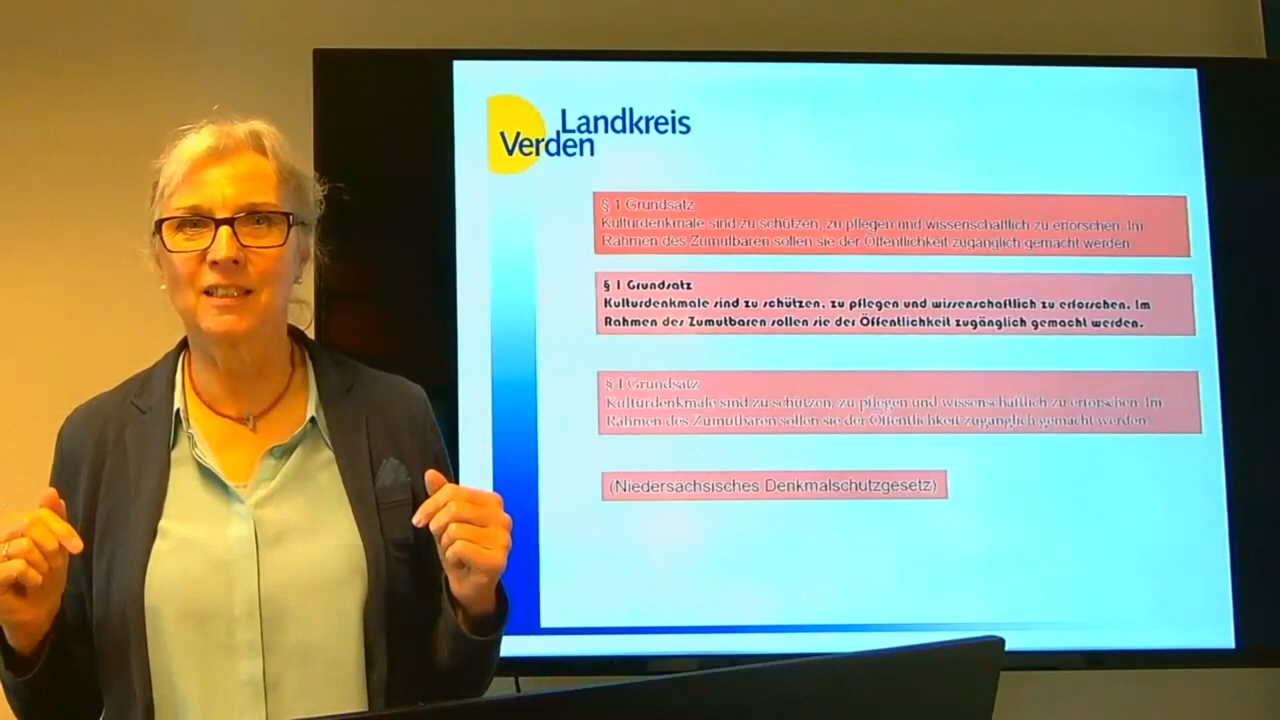 Landkreis
Verden
§ 1 Grundsatz
Kulturdenkmale sind zu schützen, zu pflegen und wissenschaftlich zu erforschen. Im
Rahmen des Zumutbaren sollen sie der Öffentlichkeit zugänglich gemacht werden.
§ 1 Grundsatz
Kulturdenkmale sind zu schützen, zu pflegen und wissenschaftlich zu erforschen. Im
Rahmen des Zumutbaren sollen sie der Öffentlichkeit zugänglich gemacht werden.
§ 1 Grundsatz
Kulturdenkmale sind zu schützen, zu pflegen und wissenschaftlich zu erforschen. Im
Rahmen des Zumutbaren sollen sie der Öffentlichkeit zugänglich gemacht werden.
(Niedersächsisches Denkmalschutzgesetz)